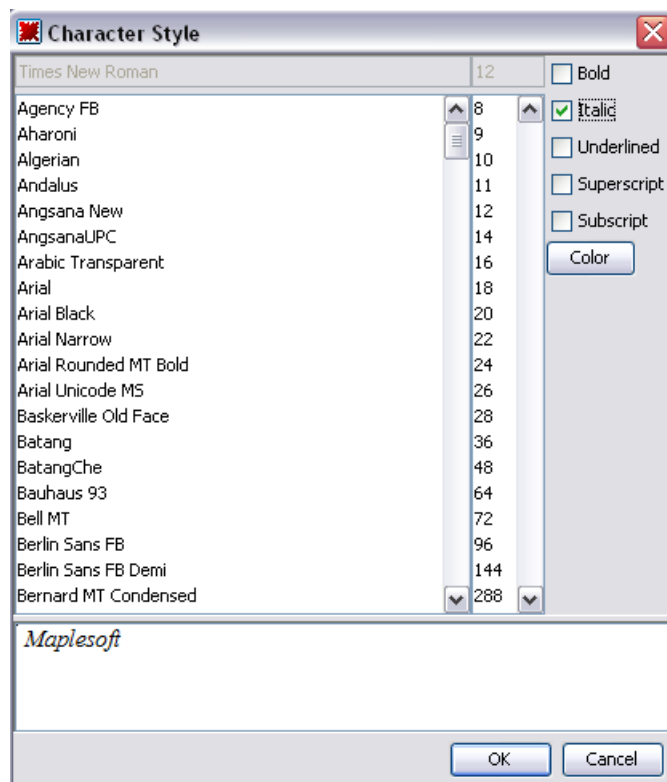 Character Style
Times New Roman 12
Bold
Italic
Underlined
Superscript
Subscript
Color
Agency FB
Aharoni
Algerian
Andalus
Angsana New
AngsanaUPC
Arabic Transparent
Arial
Arial Black
Arial Narrow
Arial Rounded MT Bold
Arial Unicode MS
Baskerville Old Face
Batang
BatangChe
Bauhaus 93
Bell MT
Berlin Sans FB
Berlin Sans FB Demi
Bernard MT Condensed
8
9
10
11
12
14
16
18
20
22
24
26
28
36
48
64
72
96
144
288
Maplesoft
OK Cancel